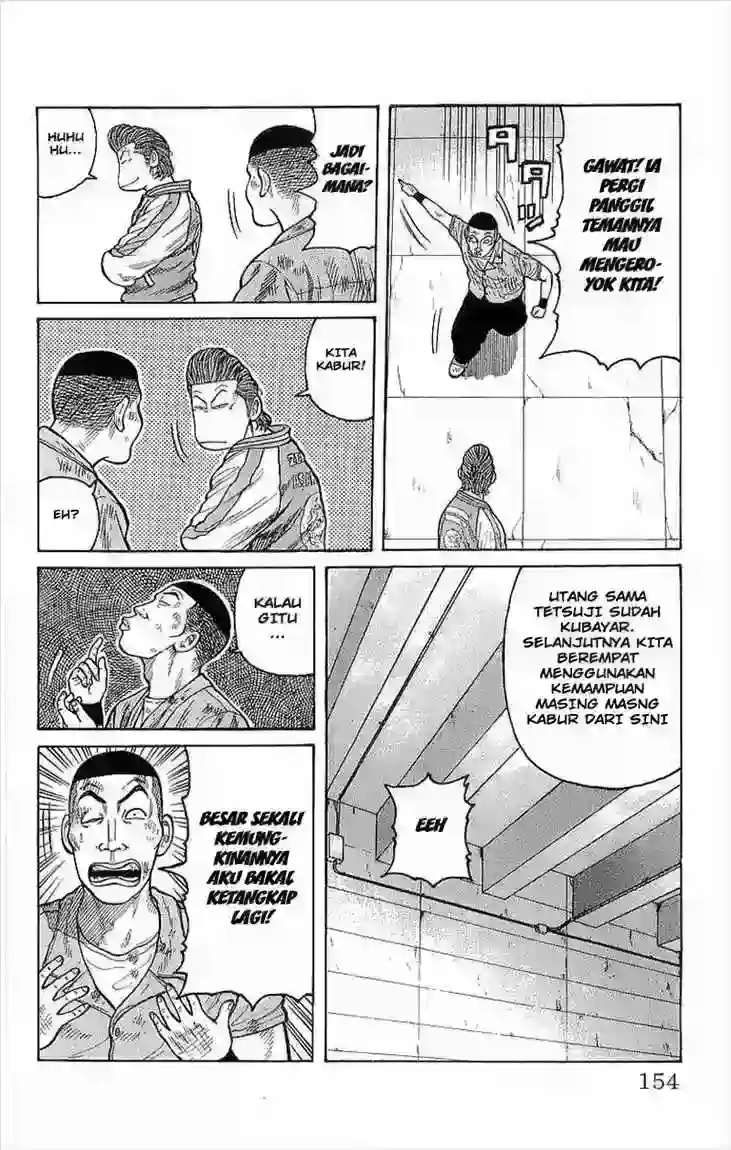 GAWAT! IA
PERGI
PANGGIL
TEMANNYA
MAU
MENGERO-
YOK KITA!
JADI
BAGAI-
MANA?
HUHU
HU...
KITA
KABUR!
EH?
UTANG SAMA
TETSUJI SUDAH
KUBAYAR.
SELANJUTNYA KITA
BEREMPAT
MENGGUNAKAN
KEMAMPUAN
MASING MASNG
KABUR DARI SINI
EEH
KALAU
GITU
...
BESAR SEKALI
KEMUNG-
KINANNYA
AKU BAKAL
KETANGKAP
LAGI!
154